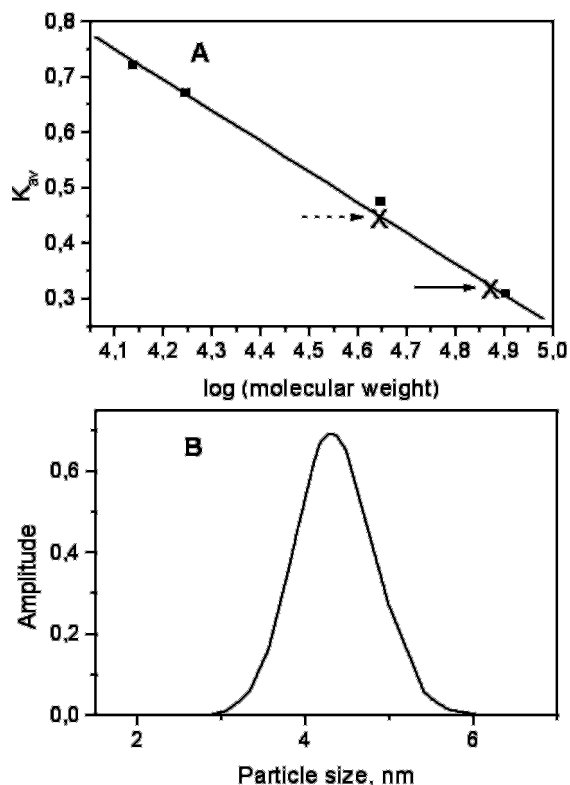 0,8
A
0,7
0,6
K_av
0,5
0,4
0,3
4,1 4,2 4,3 4,4 4,5 4,6 4,7 4,8 4,9 5,0
log (molecular weight)
B
0,6
Amplitude
0,4
0,2
0,0
2 4 6
Particle size, nm